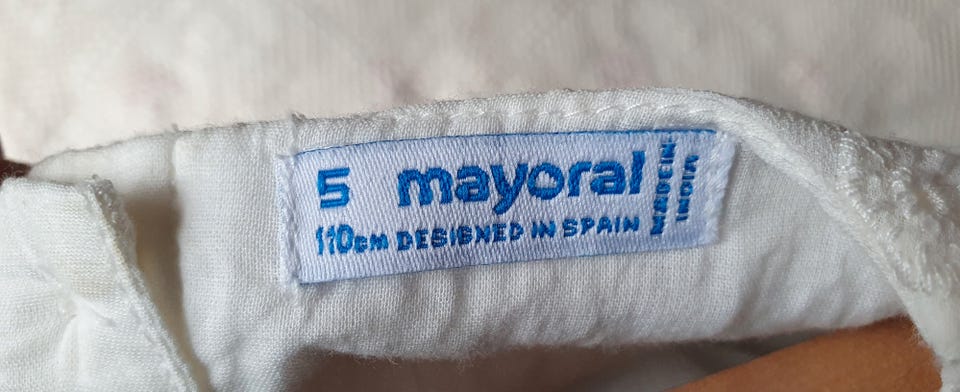 5 mayoral
110cm DESIGNED IN SPAIN
MADE IN
INDIA